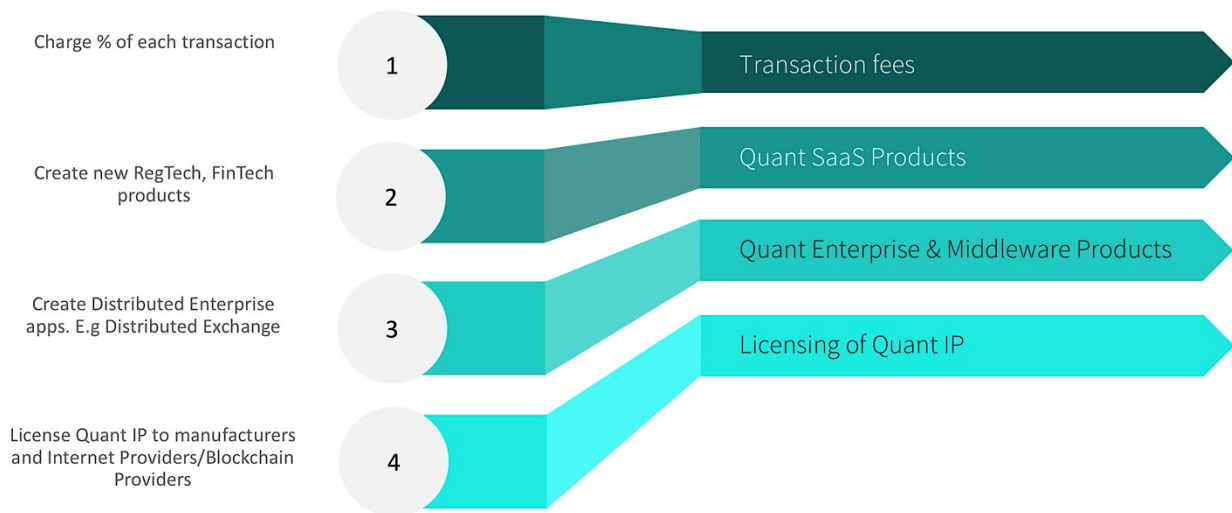 Charge % of each transaction
1
Transaction fees
Create new RegTech, FinTech
products
2
Quant SaaS Products
Create Distributed Enterprise
apps. E.g Distributed Exchange
3
Quant Enterprise & Middleware Products
License Quant IP to manufacturers
and Internet Providers/Blockchain
Providers
4
Licensing of Quant IP